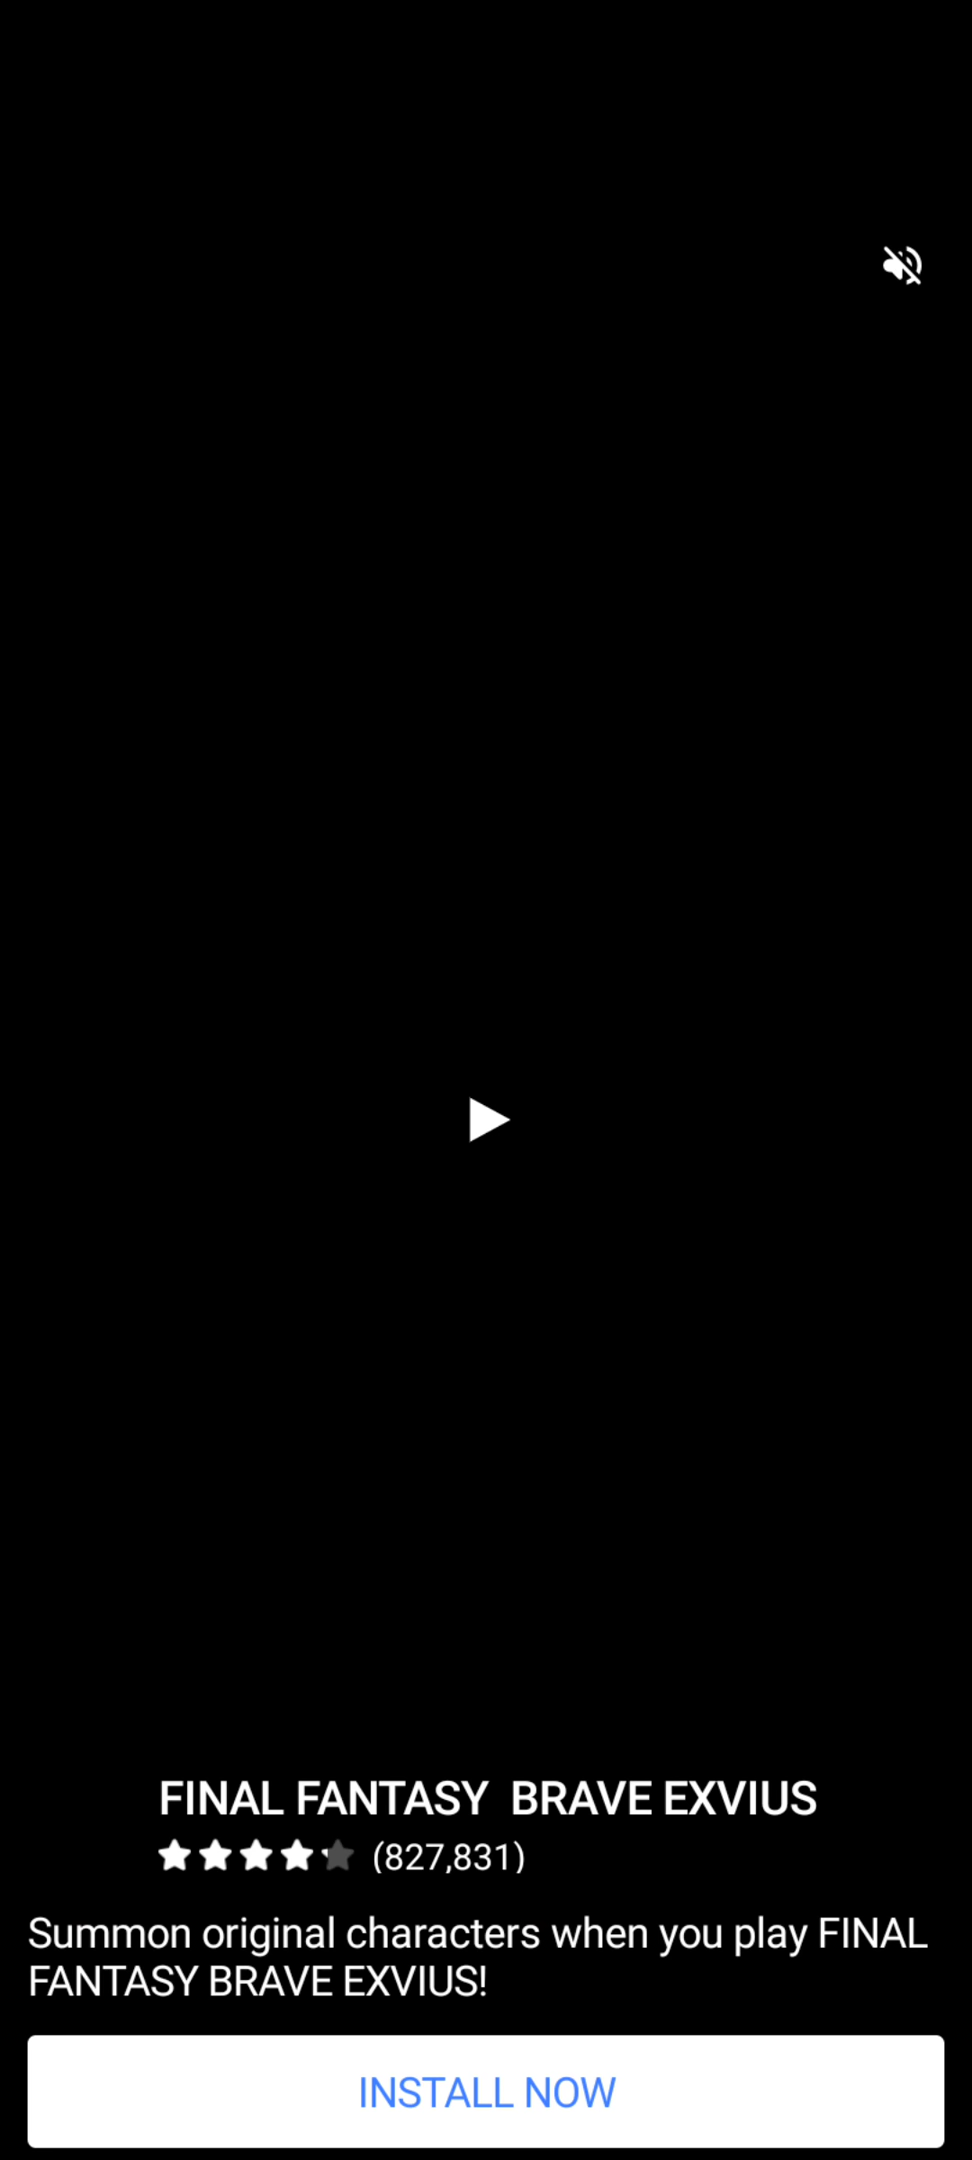 FINAL FANTASY  BRAVE EXVIUS
(827,831)
Summon original characters when you play FINAL
FANTASY BRAVE EXVIUS!
INSTALL NOW